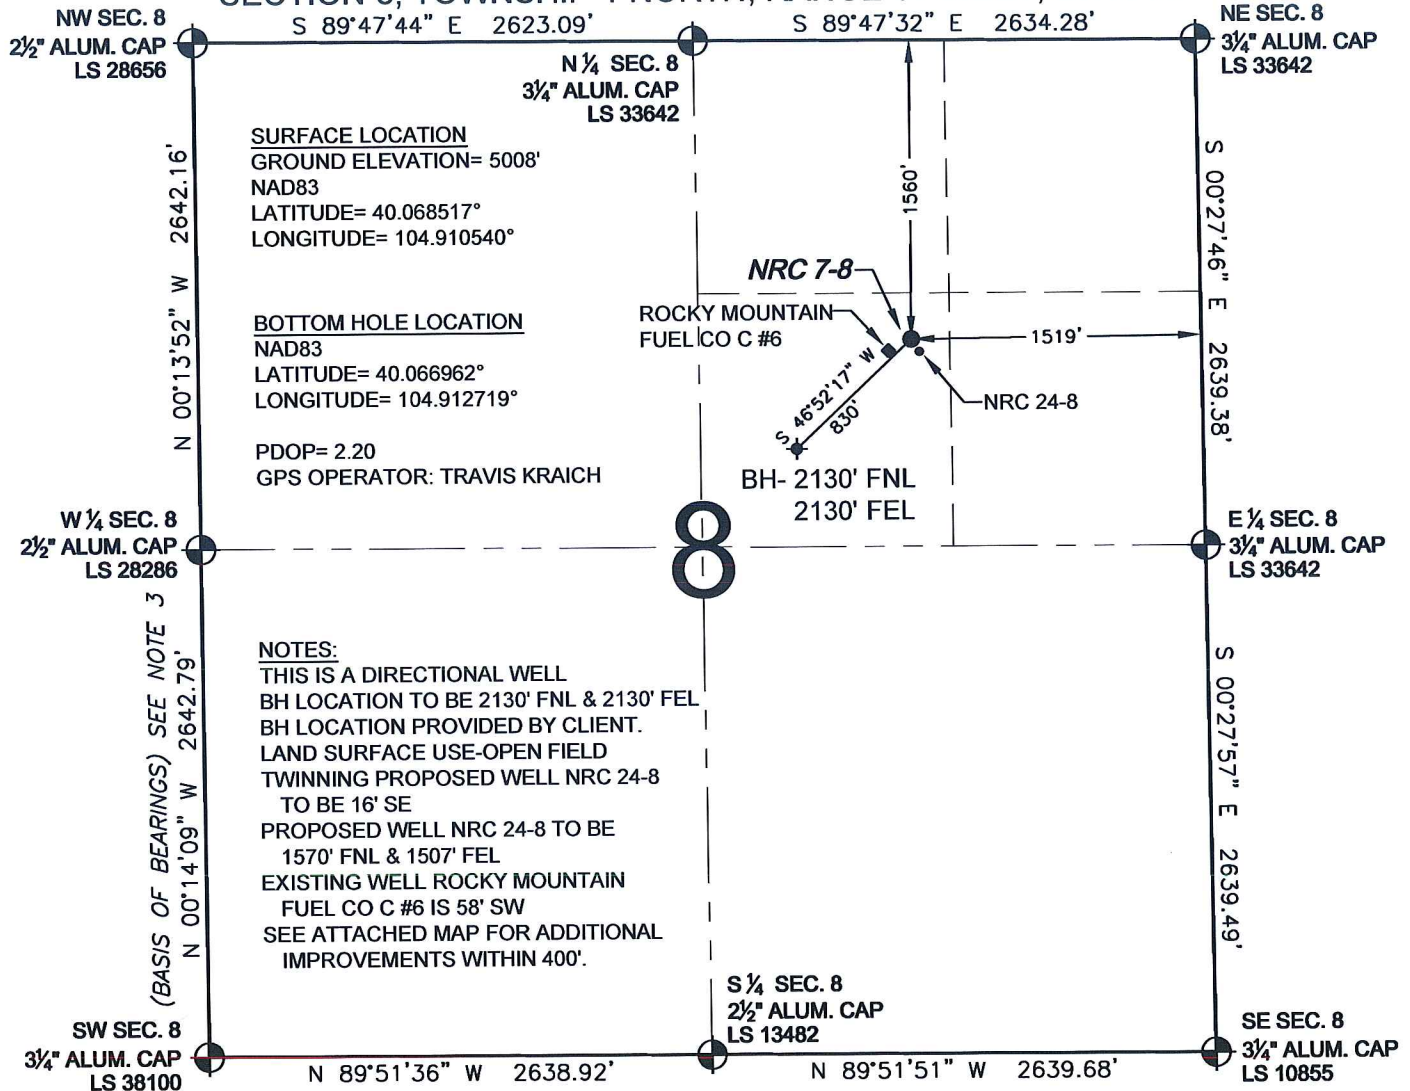 NW SEC. 8
2½" ALUM. CAP
LS 28656
S 89°47'44" E 2623.09'
N ¼ SEC. 8
3¼" ALUM. CAP
LS 33642
S 89°47'32" E 2634.28'
NE SEC. 8
3¼" ALUM. CAP
LS 33642
N 00°13'52" W 2642.16'
SURFACE LOCATION
GROUND ELEVATION= 5008'
NAD83
LATITUDE= 40.068517°
LONGITUDE= 104.910540°
BOTTOM HOLE LOCATION
NAD83
LATITUDE= 40.066962°
LONGITUDE= 104.912719°
PDOP= 2.20
GPS OPERATOR: TRAVIS KRAICH
1560'
NRC 7-8
ROCKY MOUNTAIN
FUEL CO C #6
1519'
NRC 24-8
S 46°52'17" W
830'
BH- 2130' FNL
2130' FEL
S 00°27'46" E 2639.38'
W ¼ SEC. 8
2½" ALUM. CAP
LS 28286
8
E ¼ SEC. 8
3¼" ALUM. CAP
LS 33642
(BASIS OF BEARINGS) SEE NOTE 3
N 00°14'09" W 2642.79'
NOTES:
THIS IS A DIRECTIONAL WELL
BH LOCATION TO BE 2130' FNL & 2130' FEL
BH LOCATION PROVIDED BY CLIENT.
LAND SURFACE USE-OPEN FIELD
TWINNING PROPOSED WELL NRC 24-8
TO BE 16' SE
PROPOSED WELL NRC 24-8 TO BE
1570' FNL & 1507' FEL
EXISTING WELL ROCKY MOUNTAIN
FUEL CO C #6 IS 58' SW
SEE ATTACHED MAP FOR ADDITIONAL
IMPROVEMENTS WITHIN 400'.
S 00°27'57" E 2639.49'
SW SEC. 8
3¼" ALUM. CAP
LS 38100
N 89°51'36" W 2638.92'
S ¼ SEC. 8
2½" ALUM. CAP
LS 13482
N 89°51'51" W 2639.68'
SE SEC. 8
3¼" ALUM. CAP
LS 10855